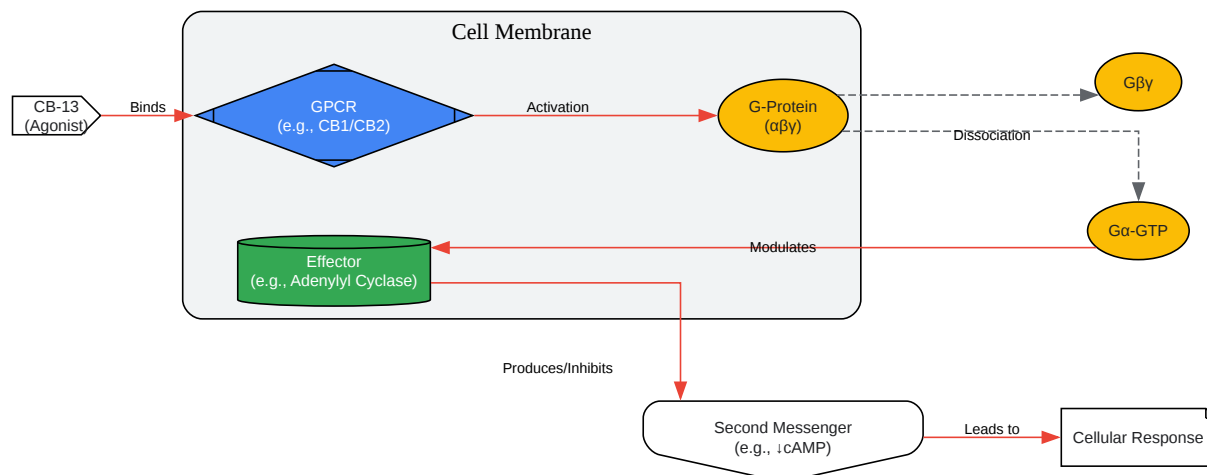 Cell Membrane
CB-13
(Agonist)
Binds
GPCR
(e.g., CB1/CB2)
Activation
G-Protein
(αβγ)
Gβγ
Dissociation
Gα-GTP
Modulates
Effector
(e.g., Adenylyl Cyclase)
Produces/Inhibits
Second Messenger
(e.g., ↓cAMP)
Leads to
Cellular Response